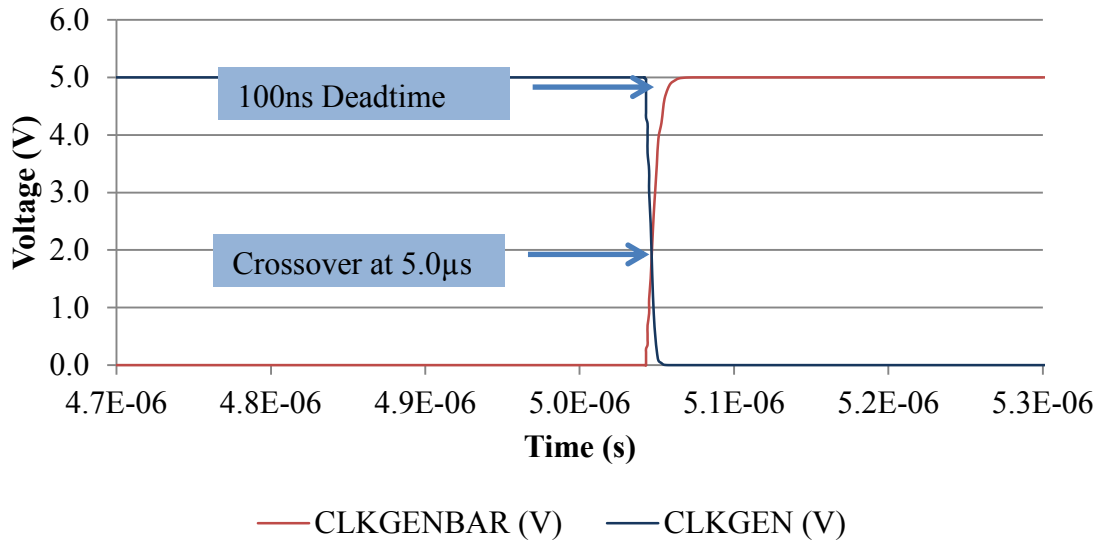 6.0
5.0
4.0
3.0
2.0
1.0
0.0
Voltage (V)
100ns Deadtime
Crossover at 5.0µs
4.7E-06 4.8E-06 4.9E-06 5.0E-06 5.1E-06 5.2E-06 5.3E-06
Time (s)
CLKGENBAR (V) CLKGEN (V)